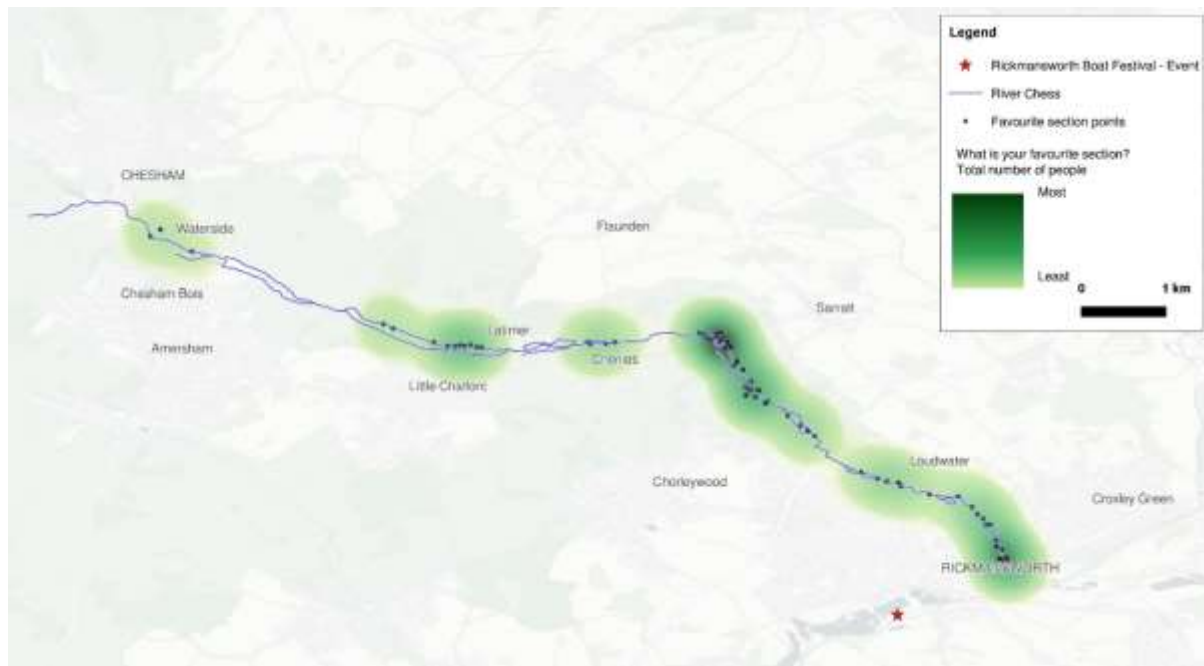 Legend
Rickmansworth Boat Festival - Event
River Chess
Favourite section points
What is your favourite section?
Total number of people
Most
Least
0 1 km
CHESHAM
Waterside
Flaunden
Chesham Bois
Sarratt
Latimer
Amersham
Chenies
Little Chalfont
Loudwater
Chorleywood
Croxley Green
RICKMANSWORTH